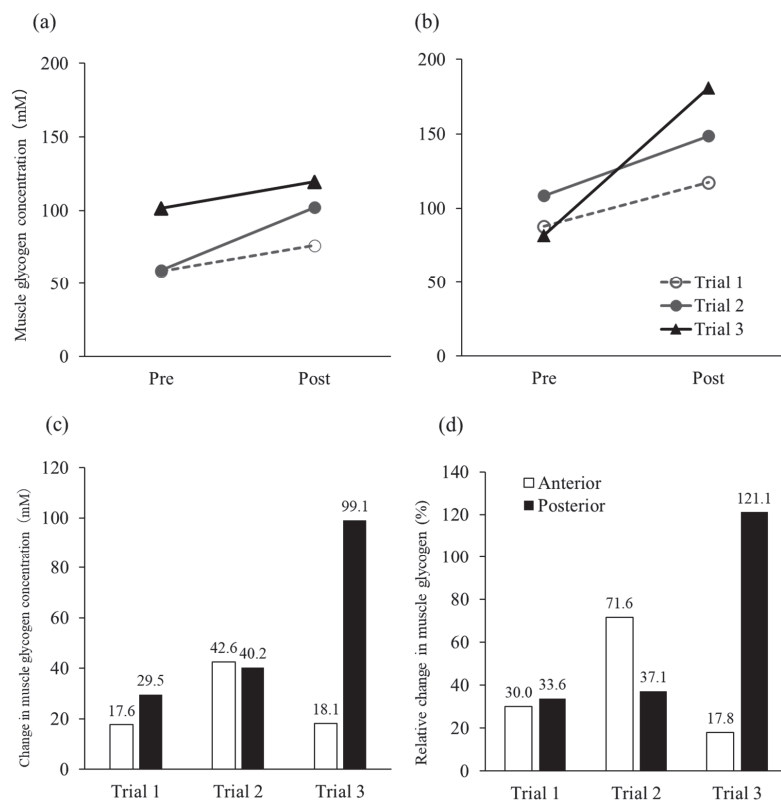 (a)
Muscle glycogen concentration (mM)
200
150
100
50
0
Pre
Post
(b)
200
150
100
50
0
Pre
Post
Trial 1
Trial 2
Trial 3
(c)
Change in muscle glycogen concentration (mM)
120
100
80
60
40
20
0
17.6
29.5
42.6
40.2
18.1
99.1
Trial 1
Trial 2
Trial 3
(d)
Relative change in muscle glycogen (%)
140
120
100
80
60
40
20
0
Anterior
Posterior
30.0
33.6
71.6
37.1
17.8
121.1
Trial 1
Trial 2
Trial 3